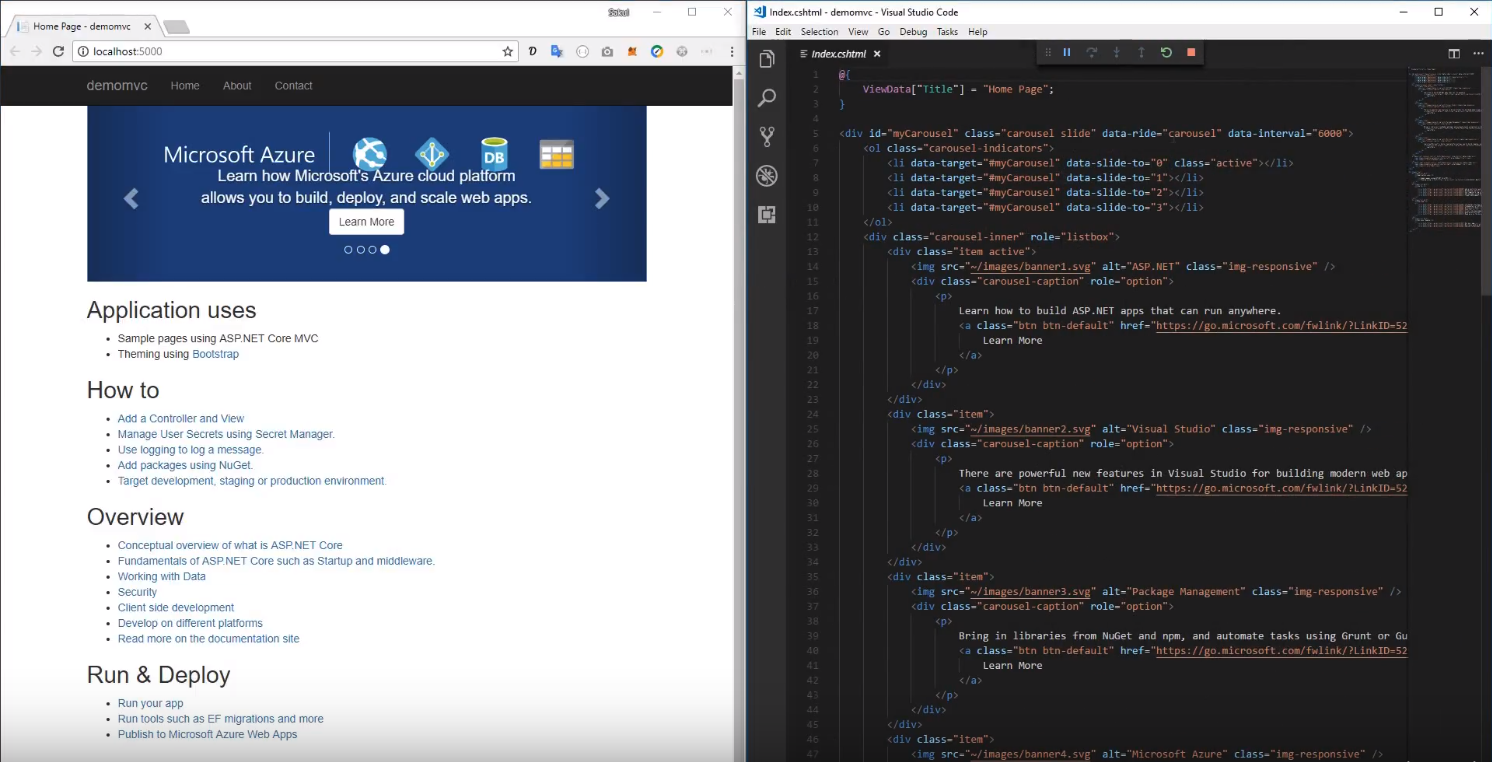 Home Page - demomvc
localhost:5000
demomvc Home About Contact
Microsoft Azure
DB
Learn how Microsoft's Azure cloud platform
allows you to build, deploy, and scale web apps.
Learn More
Application uses
Sample pages using ASP.NET Core MVC
Theming using Bootstrap
How to
Add a Controller and View
Manage User Secrets using Secret Manager.
Use logging to log a message.
Add packages using NuGet.
Target development, staging or production environment.
Overview
Conceptual overview of what is ASP.NET Core
Fundamentals of ASP.NET Core such as Startup and middleware.
Working with Data
Security
Client side development
Develop on different platforms
Read more on the documentation site
Run & Deploy
Run your app
Run tools such as EF migrations and more
Publish to Microsoft Azure Web Apps
Index.cshtml - demomvc - Visual Studio Code
File Edit Selection View Go Debug Tasks Help
Index.cshtml
1 @{
2 ViewData["Title"] = "Home Page";
3 }
4
5 <div id="myCarousel" class="carousel slide" data-ride="carousel" data-interval="6000">
6 <ol class="carousel-indicators">
7 <li data-target="#myCarousel" data-slide-to="0" class="active"></li>
8 <li data-target="#myCarousel" data-slide-to="1"></li>
9 <li data-target="#myCarousel" data-slide-to="2"></li>
10 <li data-target="#myCarousel" data-slide-to="3"></li>
11 </ol>
12 <div class="carousel-inner" role="listbox">
13 <div class="item active">
14 <img src="~/images/banner1.svg" alt="ASP.NET" class="img-responsive" />
15 <div class="carousel-caption" role="option">
16 <p>
17 Learn how to build ASP.NET apps that can run anywhere.
18 <a class="btn btn-default" href="https://go.microsoft.com/fwlink/?LinkID=52
19 Learn More
20 </a>
21 </p>
22 </div>
23 </div>
24 <div class="item">
25 <img src="~/images/banner2.svg" alt="Visual Studio" class="img-responsive" />
26 <div class="carousel-caption" role="option">
27 <p>
28 There are powerful new features in Visual Studio for building modern web ap
29 <a class="btn btn-default" href="https://go.microsoft.com/fwlink/?LinkID=52
30 Learn More
31 </a>
32 </p>
33 </div>
34 </div>
35 <div class="item">
36 <img src="~/images/banner3.svg" alt="Package Management" class="img-responsive" />
37 <div class="carousel-caption" role="option">
38 <p>
39 Bring in libraries from NuGet and npm, and automate tasks using Grunt or Gu
40 <a class="btn btn-default" href="https://go.microsoft.com/fwlink/?LinkID=52
41 Learn More
42 </a>
43 </p>
44 </div>
45 </div>
46 <div class="item">
47 <img src="~/images/banner4.svg" alt="Microsoft Azure" class="img-responsive" />